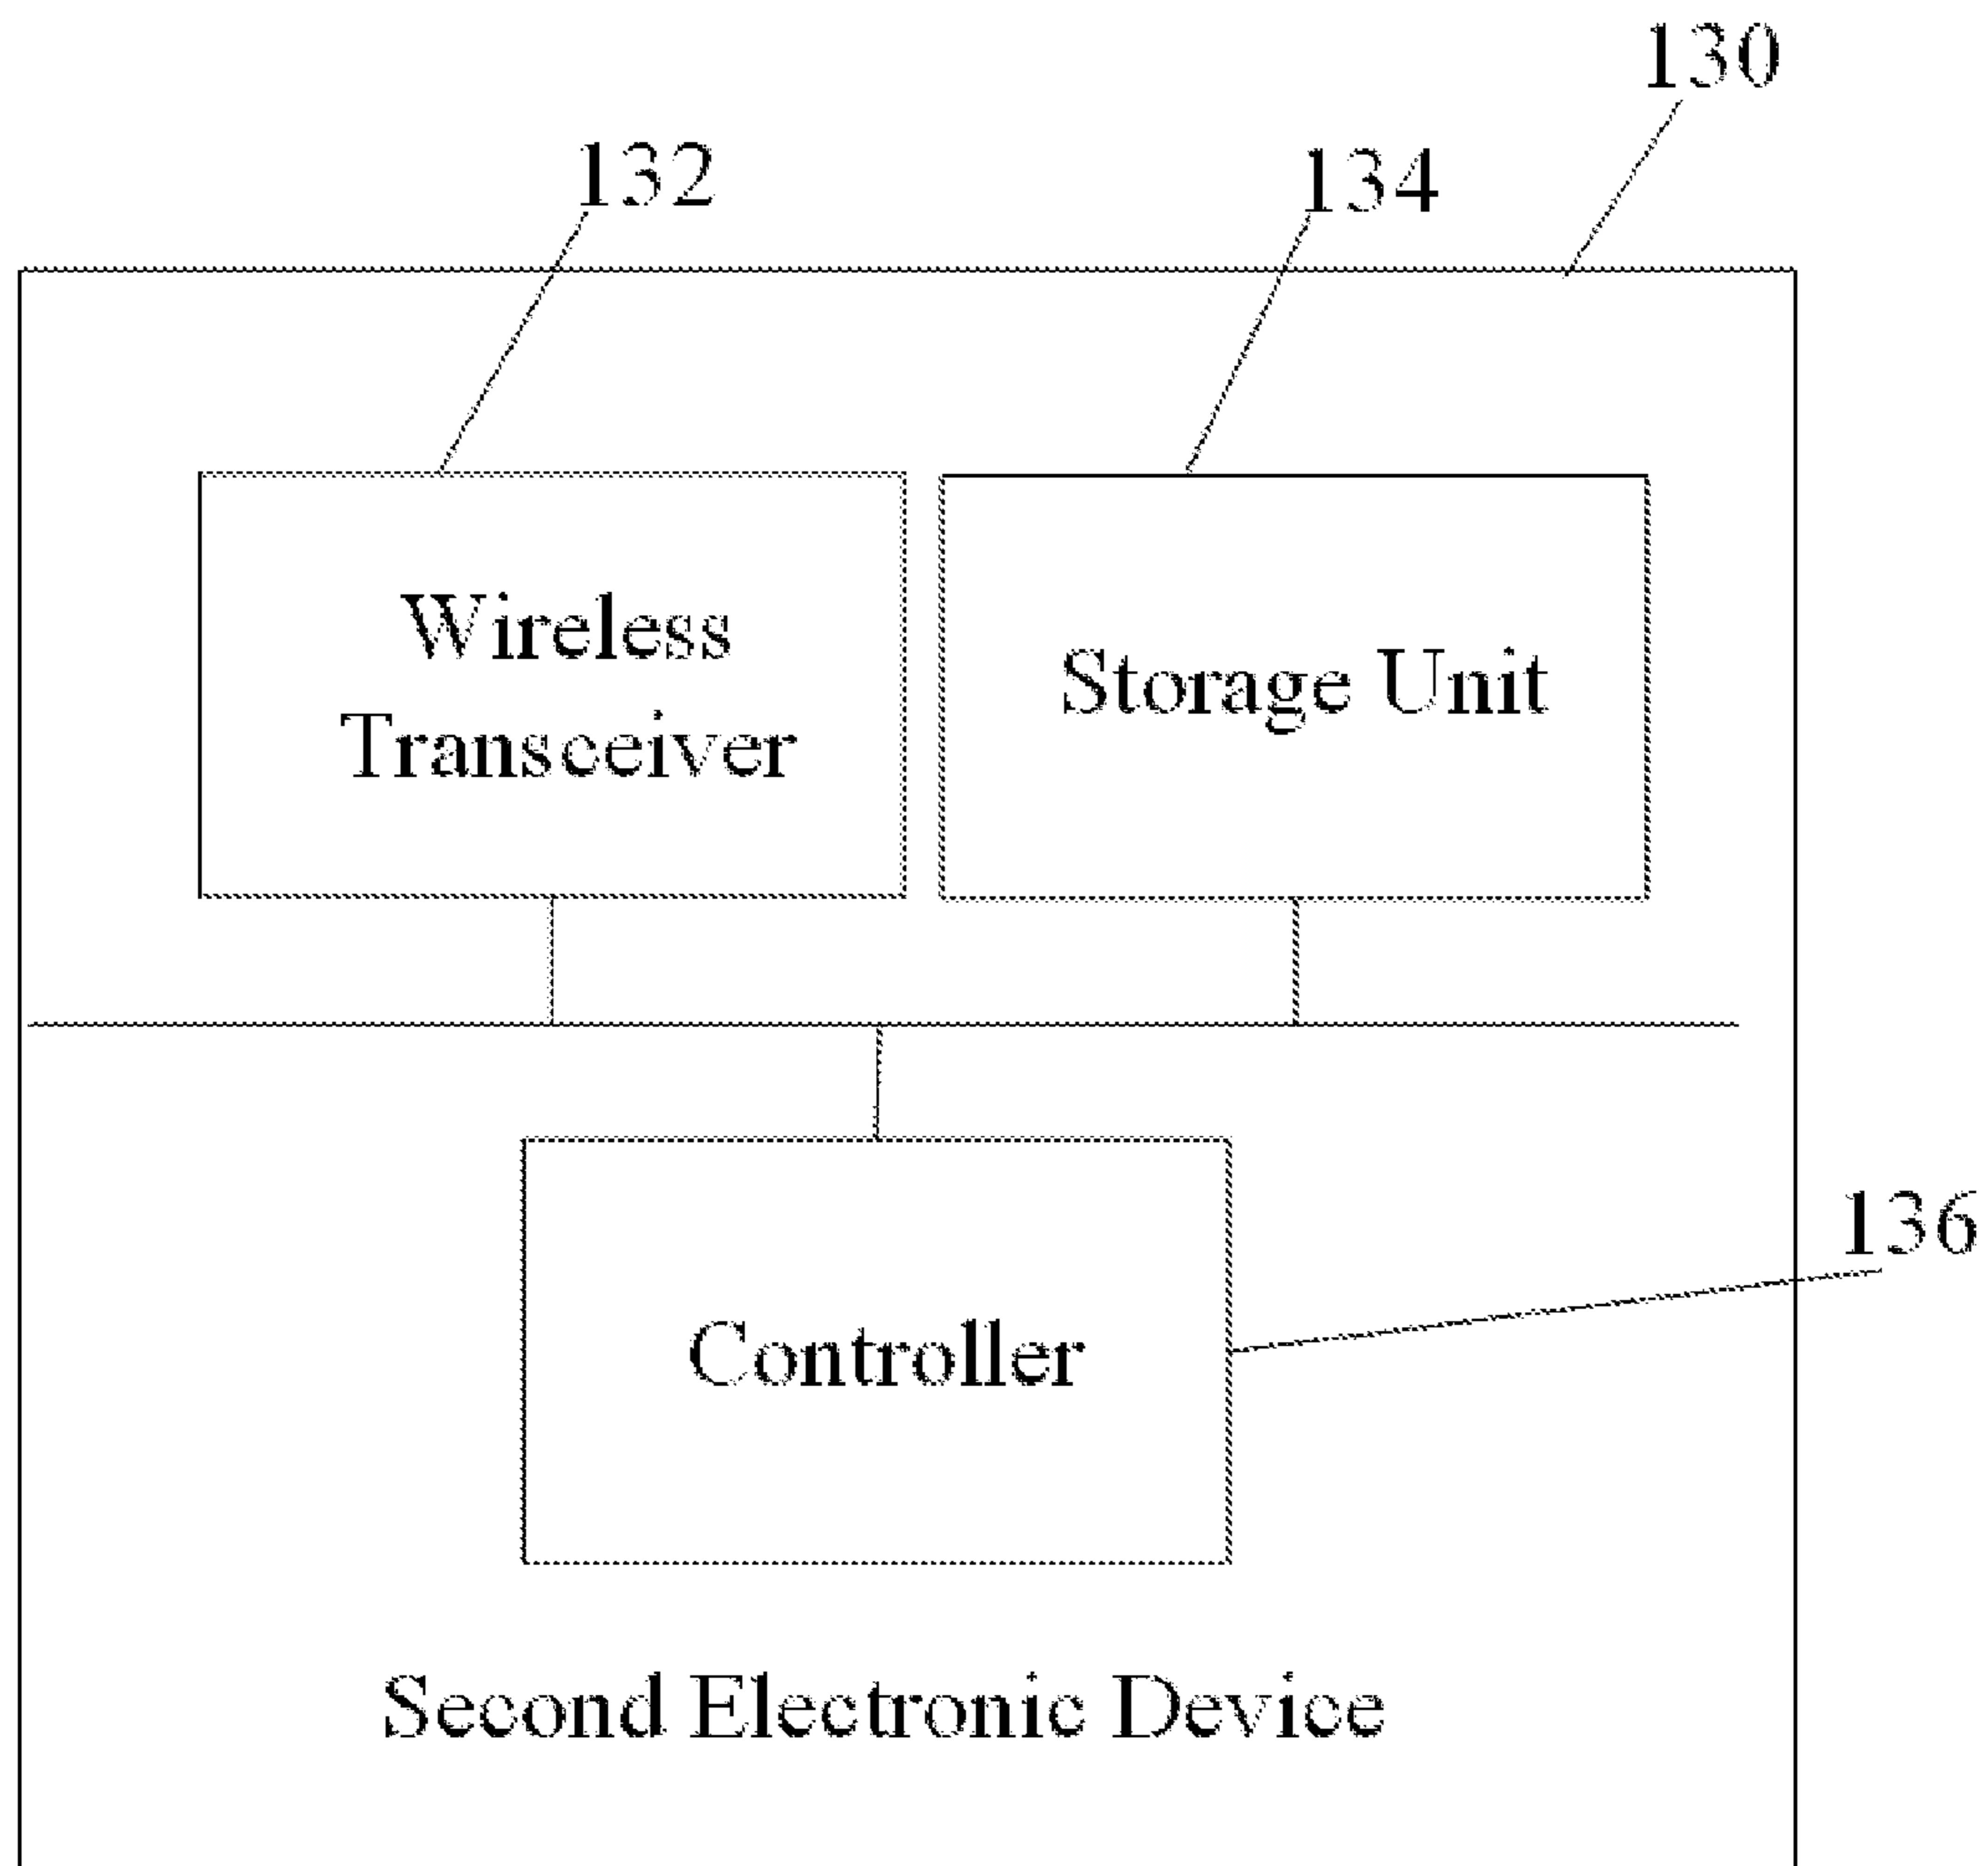 130
132
134
Wireless
Transceiver
Storage Unit
136
Controller
Second Electronic Device